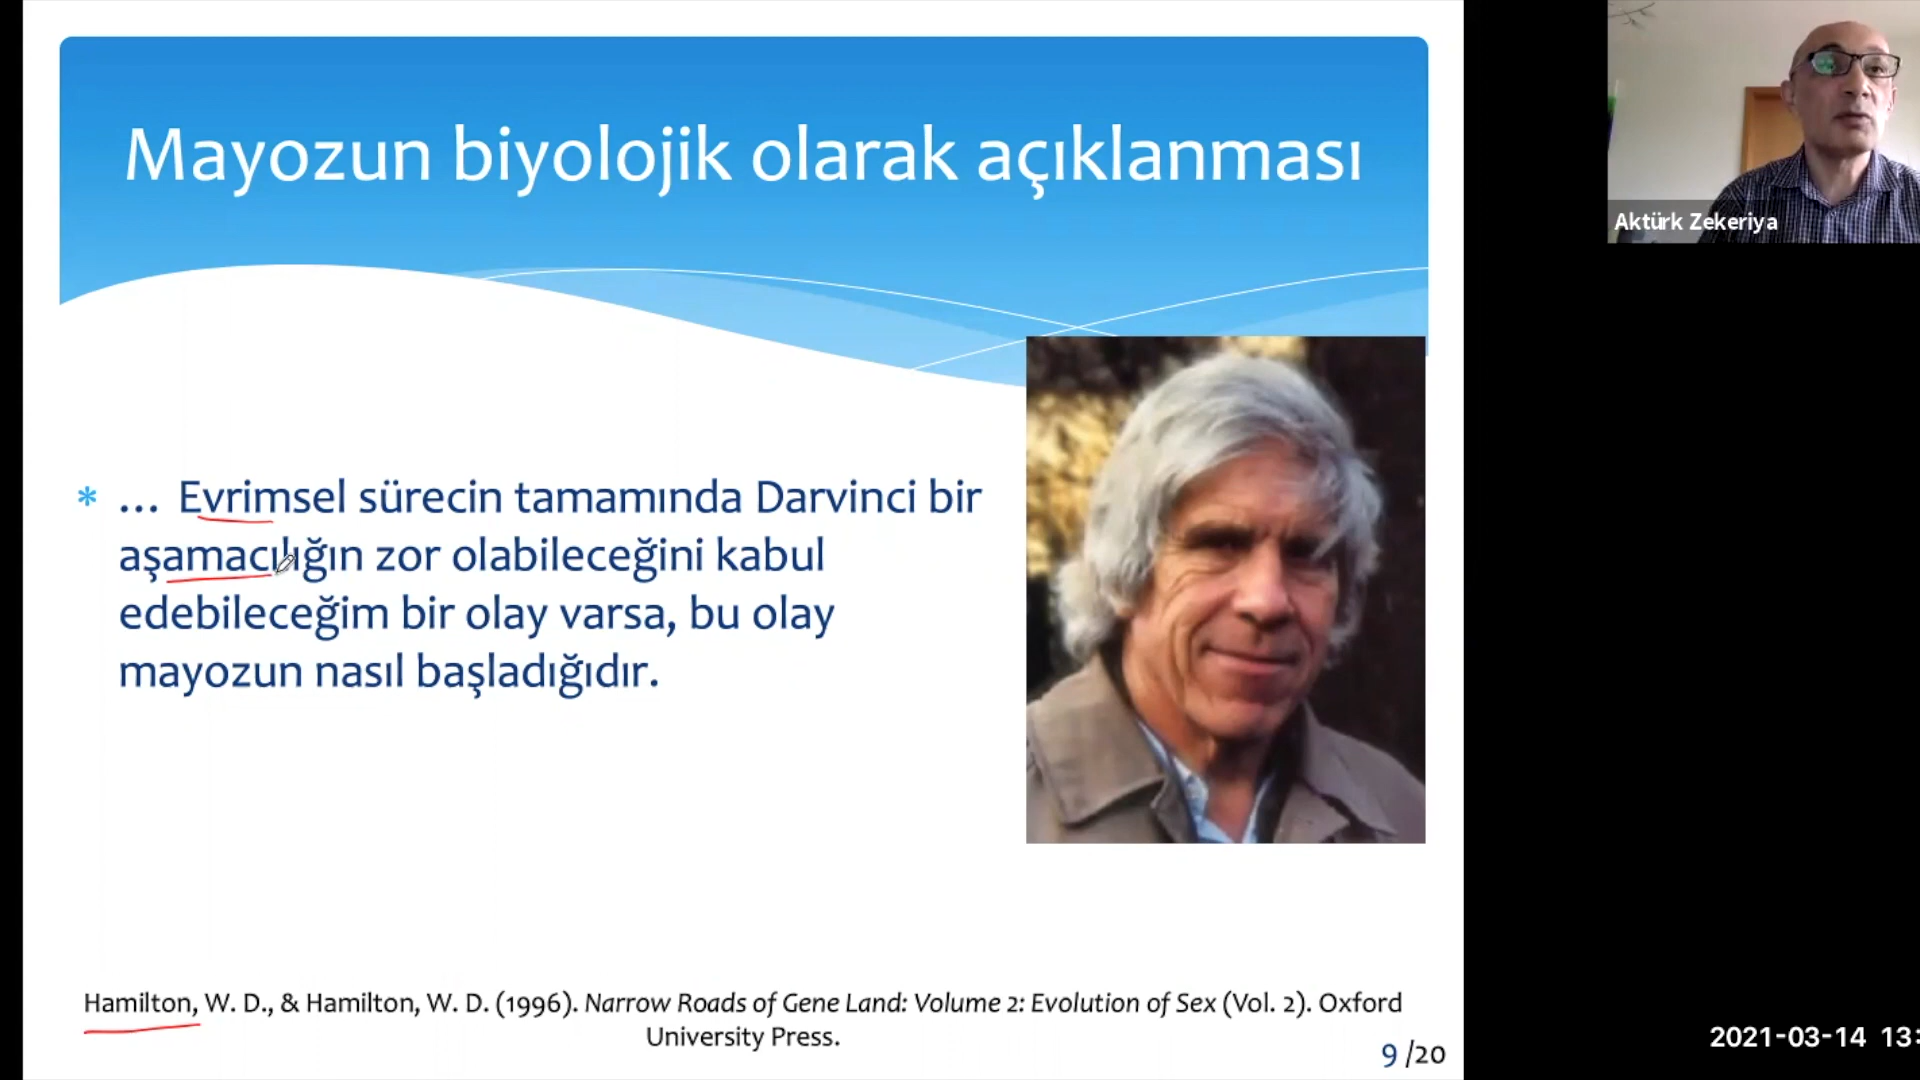 Mayozun biyolojik olarak açıklanması
Aktürk Zekeriya
* … Evrimsel sürecin tamamında Darvinci bir
aşamacılığın zor olabileceğini kabul
edebileceğim bir olay varsa, bu olay
mayozun nasıl başladığıdır.
Hamilton, W. D., & Hamilton, W. D. (1996). Narrow Roads of Gene Land: Volume 2: Evolution of Sex (Vol. 2). Oxford
University Press.
9 /20
2021-03-14 13: